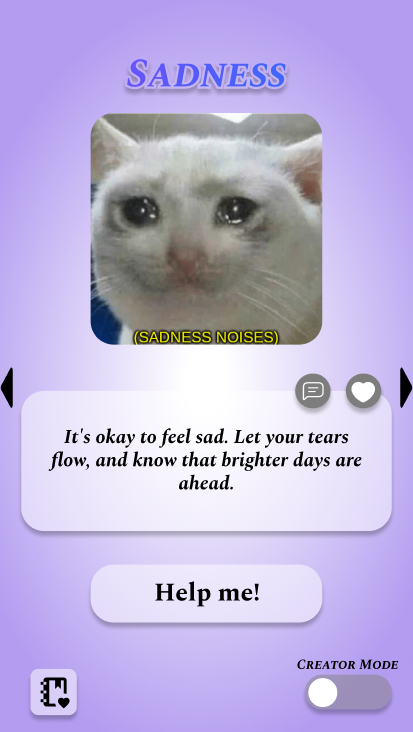 SADNESS
(SADNESS NOISES)
It's okay to feel sad. Let your tears
flow, and know that brighter days are
ahead.
Help me!
CREATOR MODE